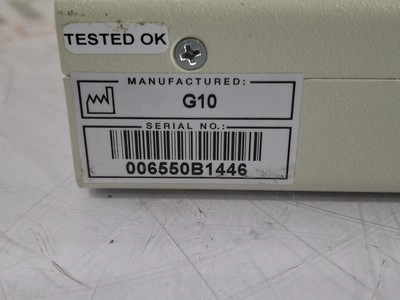 TESTED OK
MANUFACTURED:
G10
SERIAL NO.:
006550B1446